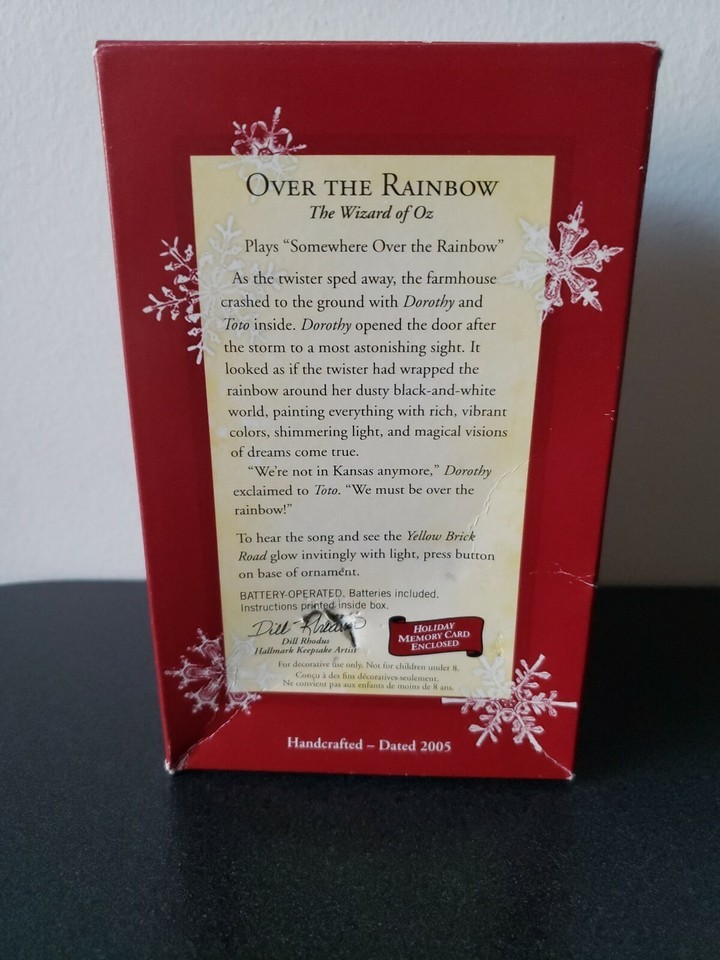 OVER THE RAINBOW
The Wizard of Oz
Plays “Somewhere Over the Rainbow”
As the twister sped away, the farmhouse
crashed to the ground with Dorothy and
Toto inside. Dorothy opened the door after
the storm to a most astonishing sight. It
looked as if the twister had wrapped the
rainbow around her dusty black-and-white
world, painting everything with rich, vibrant
colors, shimmering light, and magical visions
of dreams come true.
“We’re not in Kansas anymore,” Dorothy
exclaimed to Toto. “We must be over the
rainbow!”
To hear the song and see the Yellow Brick
Road glow invitingly with light, press button
on base of ornament.
BATTERY-OPERATED. Batteries included.
Instructions printed inside box.
Dill Rhodus
Dill Rhodus
Hallmark Keepsake Artist
HOLIDAY
MEMORY CARD
ENCLOSED
For decorative use only. Not for children under 8.
Conçu à des fins décoratives seulement.
Ne convient pas aux enfants de moins de 8 ans.
Handcrafted – Dated 2005